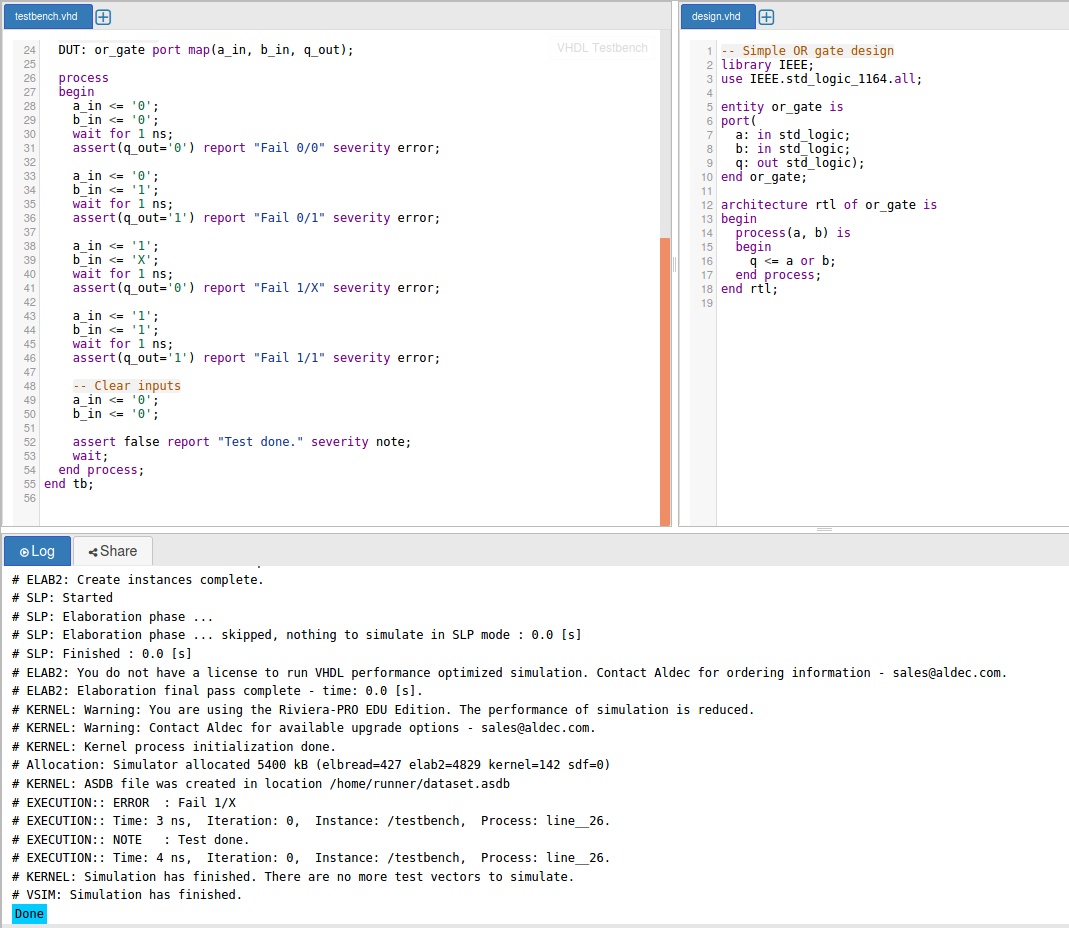 testbench.vhd
VHDL Testbench
24 DUT: or_gate port map(a_in, b_in, q_out);
25
26 process
27 begin
28 a_in <= '0';
29 b_in <= '0';
30 wait for 1 ns;
31 assert(q_out='0') report "Fail 0/0" severity error;
32
33 a_in <= '0';
34 b_in <= '1';
35 wait for 1 ns;
36 assert(q_out='1') report "Fail 0/1" severity error;
37
38 a_in <= '1';
39 b_in <= 'X';
40 wait for 1 ns;
41 assert(q_out='0') report "Fail 1/X" severity error;
42
43 a_in <= '1';
44 b_in <= '1';
45 wait for 1 ns;
46 assert(q_out='1') report "Fail 1/1" severity error;
47
48 -- Clear inputs
49 a_in <= '0';
50 b_in <= '0';
51
52 assert false report "Test done." severity note;
53 wait;
54 end process;
55 end tb;
56
design.vhd
1 -- Simple OR gate design
2 library IEEE;
3 use IEEE.std_logic_1164.all;
4
5 entity or_gate is
6 port(
7 a: in std_logic;
8 b: in std_logic;
9 q: out std_logic);
10 end or_gate;
11
12 architecture rtl of or_gate is
13 begin
14 process(a, b) is
15 begin
16 q <= a or b;
17 end process;
18 end rtl;
19
Log
Share
# ELAB2: Create instances complete.
# SLP: Started
# SLP: Elaboration phase ...
# SLP: Elaboration phase ... skipped, nothing to simulate in SLP mode : 0.0 [s]
# SLP: Finished : 0.0 [s]
# ELAB2: You do not have a license to run VHDL performance optimized simulation. Contact Aldec for ordering information - sales@aldec.com.
# ELAB2: Elaboration final pass complete - time: 0.0 [s].
# KERNEL: Warning: You are using the Riviera-PRO EDU Edition. The performance of simulation is reduced.
# KERNEL: Warning: Contact Aldec for available upgrade options - sales@aldec.com.
# KERNEL: Kernel process initialization done.
# Allocation: Simulator allocated 5400 kB (elbread=427 elab2=4829 kernel=142 sdf=0)
# KERNEL: ASDB file was created in location /home/runner/dataset.asdb
# EXECUTION:: ERROR  : Fail 1/X
# EXECUTION:: Time: 3 ns,  Iteration: 0,  Instance: /testbench,  Process: line__26.
# EXECUTION:: NOTE   : Test done.
# EXECUTION:: Time: 4 ns,  Iteration: 0,  Instance: /testbench,  Process: line__26.
# KERNEL: Simulation has finished. There are no more test vectors to simulate.
# VSIM: Simulation has finished.
Done